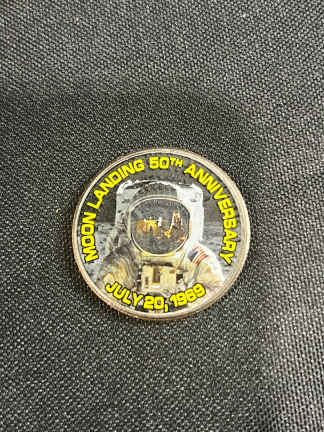 MOON LANDING 50TH ANNIVERSARY
JULY 20, 1969